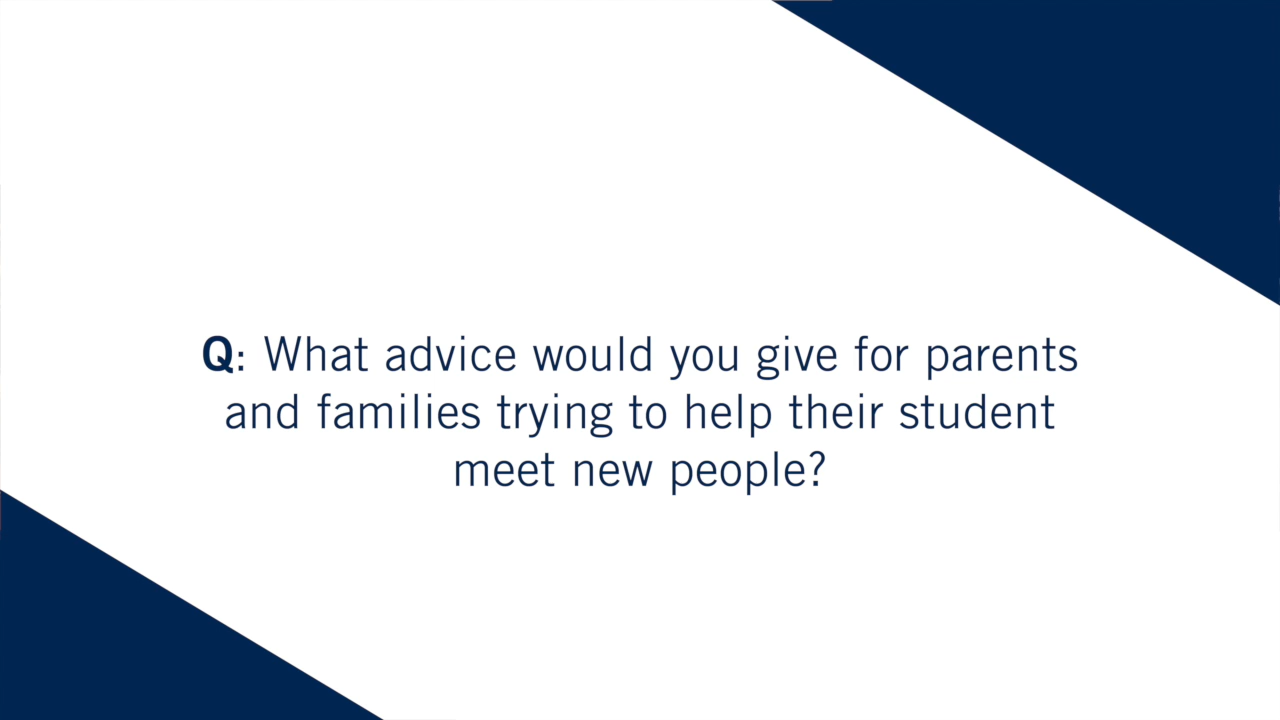 Q: What advice would you give for parents
and families trying to help their student
meet new people?